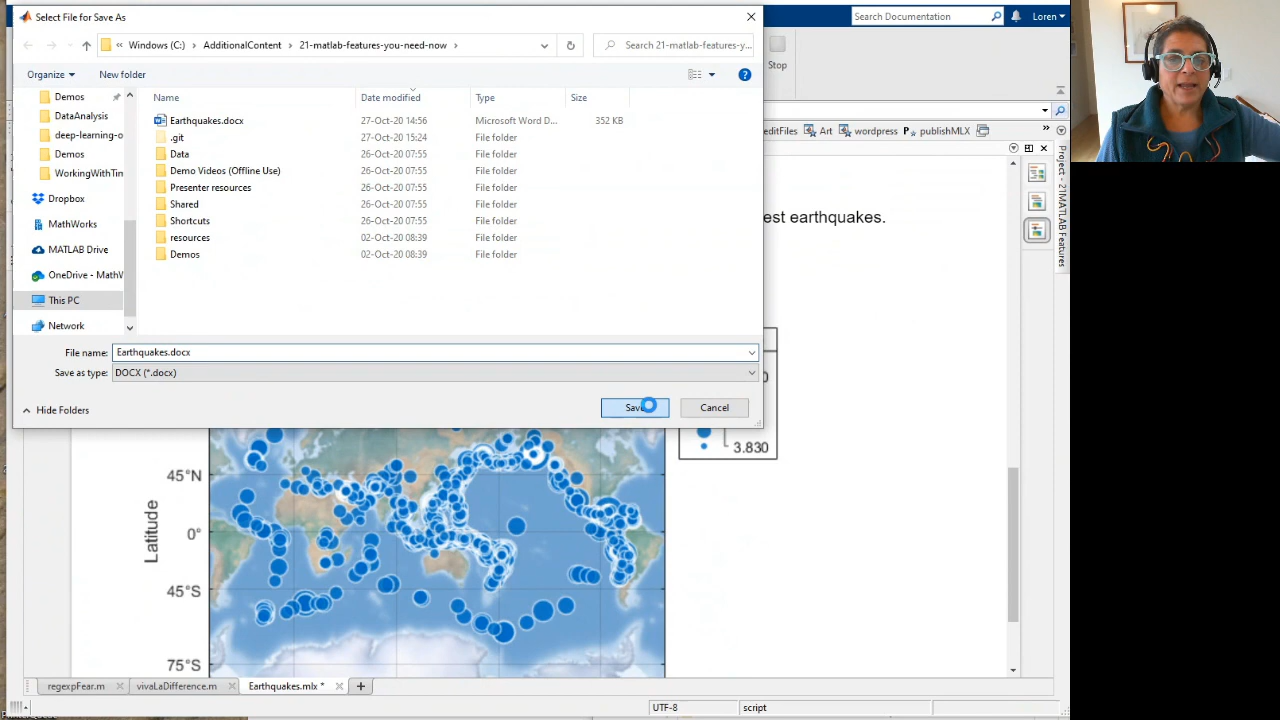 Select File for Save As
Search Documentation
Loren
« Windows (C:) > AdditionalContent > 21-matlab-features-you-need-now >
Search 21-matlab-features-y...
Stop
Organize
New folder
Name Date modified Type Size
Demos
DataAnalysis
deep-learning-o
Demos
WorkingWithTin
Dropbox
MathWorks
MATLAB Drive
OneDrive - MathW
This PC
Network
Earthquakes.docx 27-Oct-20 14:56 Microsoft Word D... 352 KB
.git 27-Oct-20 15:24 File folder
Data 26-Oct-20 07:55 File folder
Demo Videos (Offline Use) 26-Oct-20 07:55 File folder
Presenter resources 26-Oct-20 07:55 File folder
Shared 26-Oct-20 07:55 File folder
Shortcuts 26-Oct-20 07:55 File folder
resources 02-Oct-20 08:39 File folder
Demos 02-Oct-20 08:39 File folder
editFiles Art wordpress publishMLX
Project - 21MATLAB Features
est earthquakes.
File name: Earthquakes.docx
Save as type: DOCX (*.docx)
Hide Folders
Save
Cancel
3.830
45°N
0°
45°S
75°S
Latitude
regexpFear.m
vivaLaDifference.m
Earthquakes.mlx *
UTF-8
script